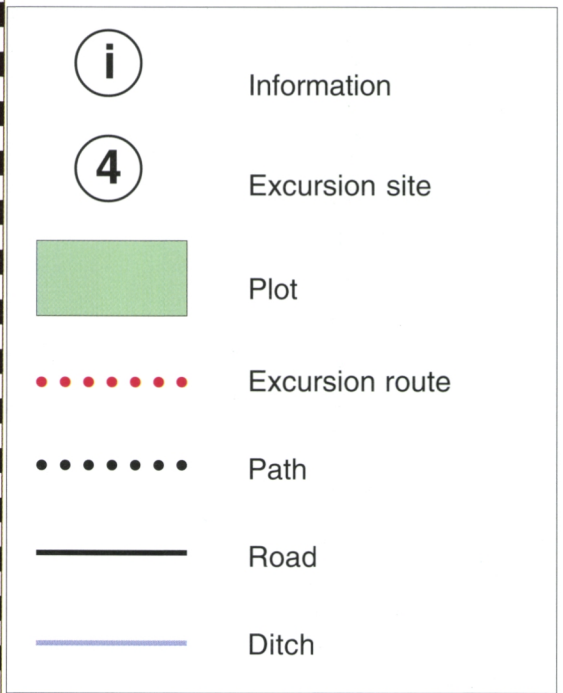 i
Information
4
Excursion site
Plot
Excursion route
Path
Road
Ditch